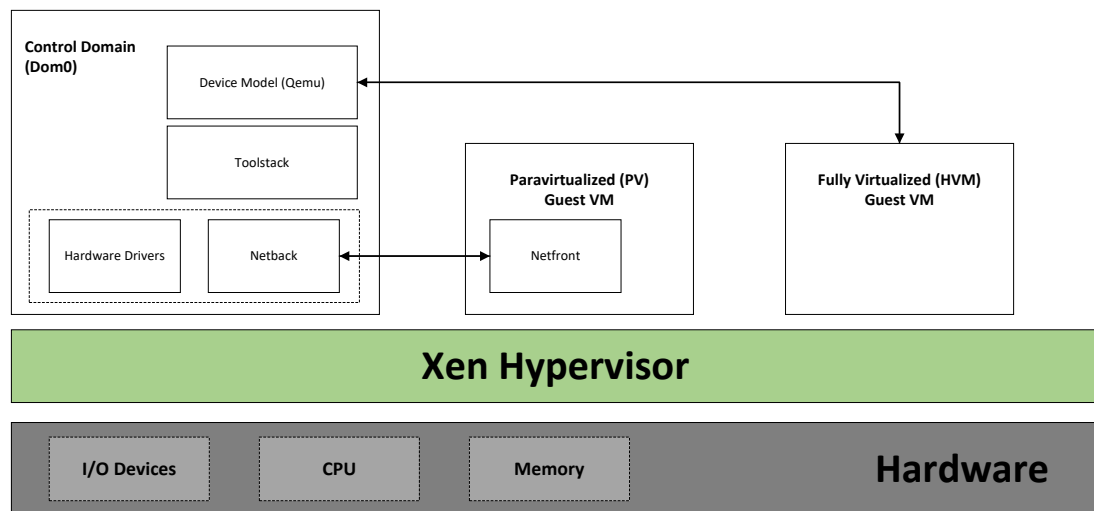 Control Domain
(Dom0)
Device Model (Qemu)
Toolstack
Hardware Drivers
Netback
Paravirtualized (PV)
Guest VM
Netfront
Fully Virtualized (HVM)
Guest VM
Xen Hypervisor
I/O Devices
CPU
Memory
Hardware